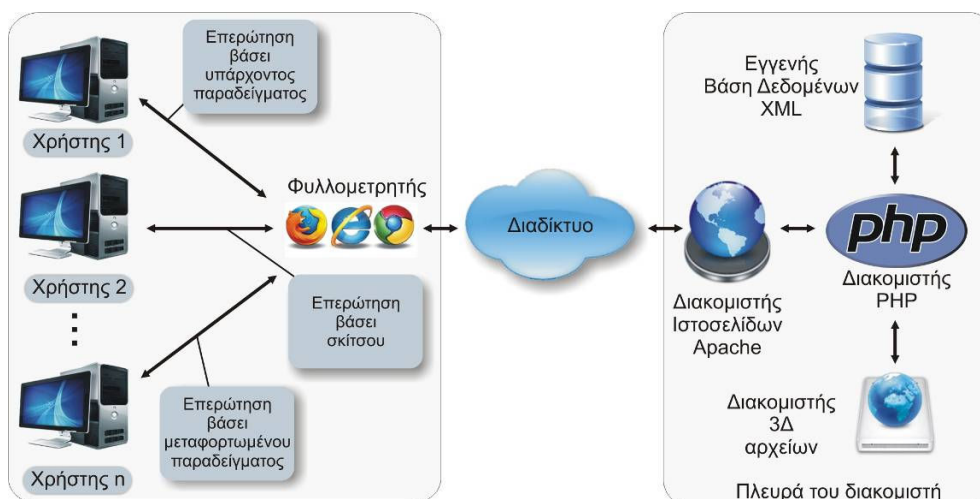 Επερώτηση
βάσει
υπάρχοντος
παραδείγματος
Χρήστης 1
Χρήστης 2
Χρήστης n
Φυλλομετρητής
Επερώτηση
βάσει
σκίτσου
Επερώτηση
βάσει
μεταφορτωμένου
παραδείγματος
Διαδίκτυο
Εγγενής
Βάση Δεδομένων
XML
php
Διακομιστής
PHP
Διακομιστής
Ιστοσελίδων
Apache
Διακομιστής
3Δ
αρχείων
Πλευρά του διακομιστή